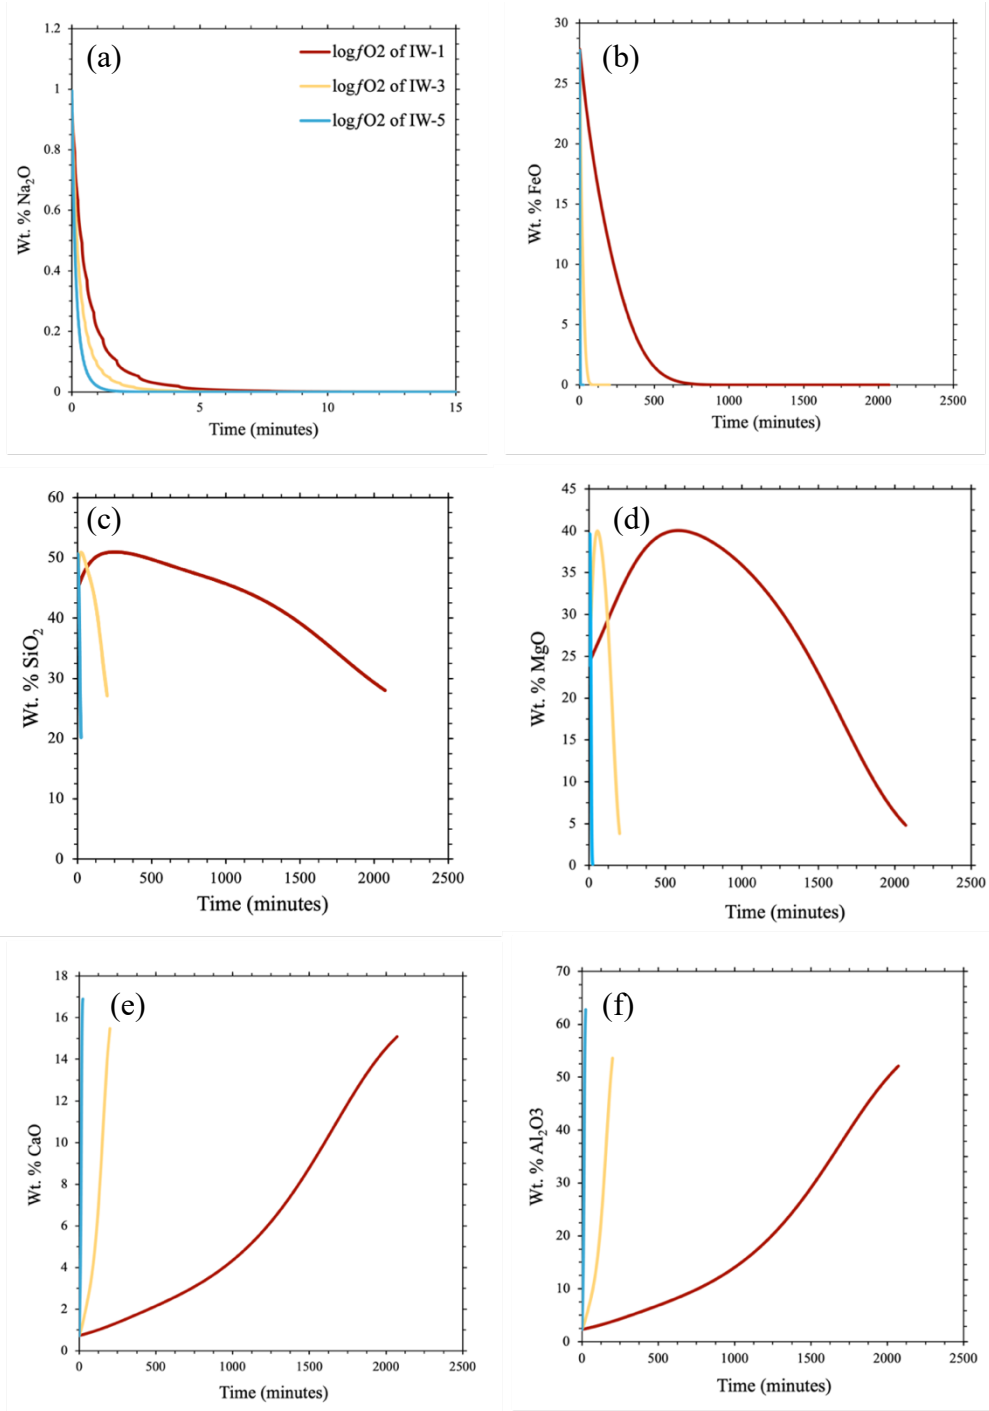 (a)
logfO2 of IW-1
logfO2 of IW-3
logfO2 of IW-5
1.2
1
0.8
0.6
0.4
0.2
0
Wt. % Na₂O
0 5 10 15
Time (minutes)
(b)
30
25
20
15
10
5
0
Wt. % FeO
0 500 1000 1500 2000 2500
Time (minutes)
(c)
60
50
40
30
20
10
0
Wt. % SiO₂
0 500 1000 1500 2000 2500
Time (minutes)
(d)
45
40
35
30
25
20
15
10
5
0
Wt. % MgO
0 500 1000 1500 2000 2500
Time (minutes)
(e)
18
16
14
12
10
8
6
4
2
0
Wt. % CaO
0 500 1000 1500 2000 2500
Time (minutes)
(f)
70
60
50
40
30
20
10
0
Wt. % Al₂O3
0 500 1000 1500 2000 2500
Time (minutes)